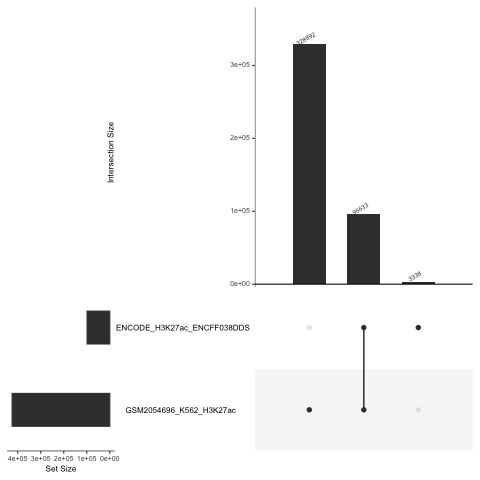 328892
3e+05
2e+05
Intersection Size
95633
1e+05
3338
0e+00
ENCODE_H3K27ac_ENCFF038DDS
GSM2054696_K562_H3K27ac
4e+05 3e+05 2e+05 1e+05 0e+00
Set Size